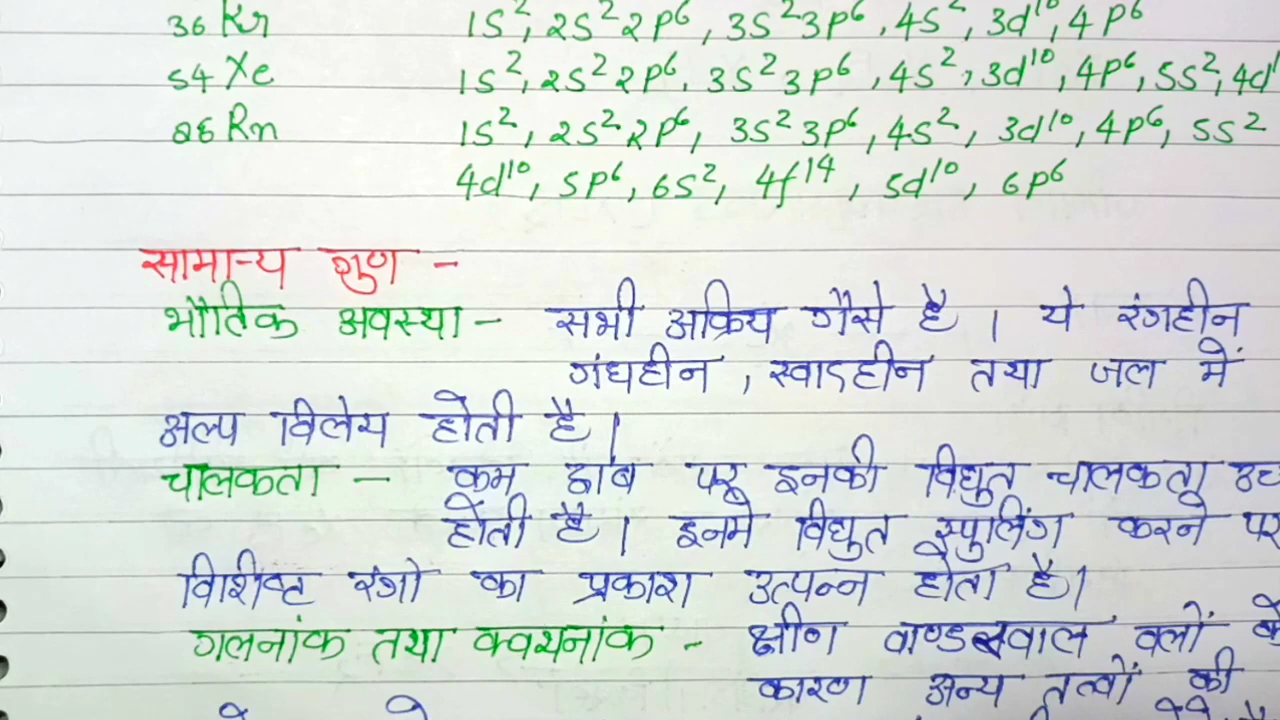 36 Kr 1s², 2s² 2p⁶, 3s² 3p⁶, 4s², 3d¹⁰, 4p⁶
54 Xe 1s², 2s² 2p⁶, 3s² 3p⁶, 4s², 3d¹⁰, 4p⁶, 5s², 4d¹
86 Rn 1s², 2s² 2p⁶, 3s² 3p⁶, 4s², 3d¹⁰, 4p⁶, 5s²
4d¹⁰, 5p⁶, 6s², 4f¹⁴, 5d¹⁰, 6p⁶
सामान्य गुण -
भौतिक अवस्था - सभी अक्रिय गैसे है । ये रंगहीन
गंधहीन , स्वादहीन तथा जल में
अल्प विलेय होती है ।
चालकता - कम दाब पर इनकी विद्युत चालकता उच
होती है । इनमे विद्युत स्फुलिंग करने पर
विशिष्ट रंगो का प्रकाश उत्पन्न होता है।
गलनांक तथा क्वथनांक - क्षीण वाण्डरवाल बलों के
कारण अन्य तत्वों की